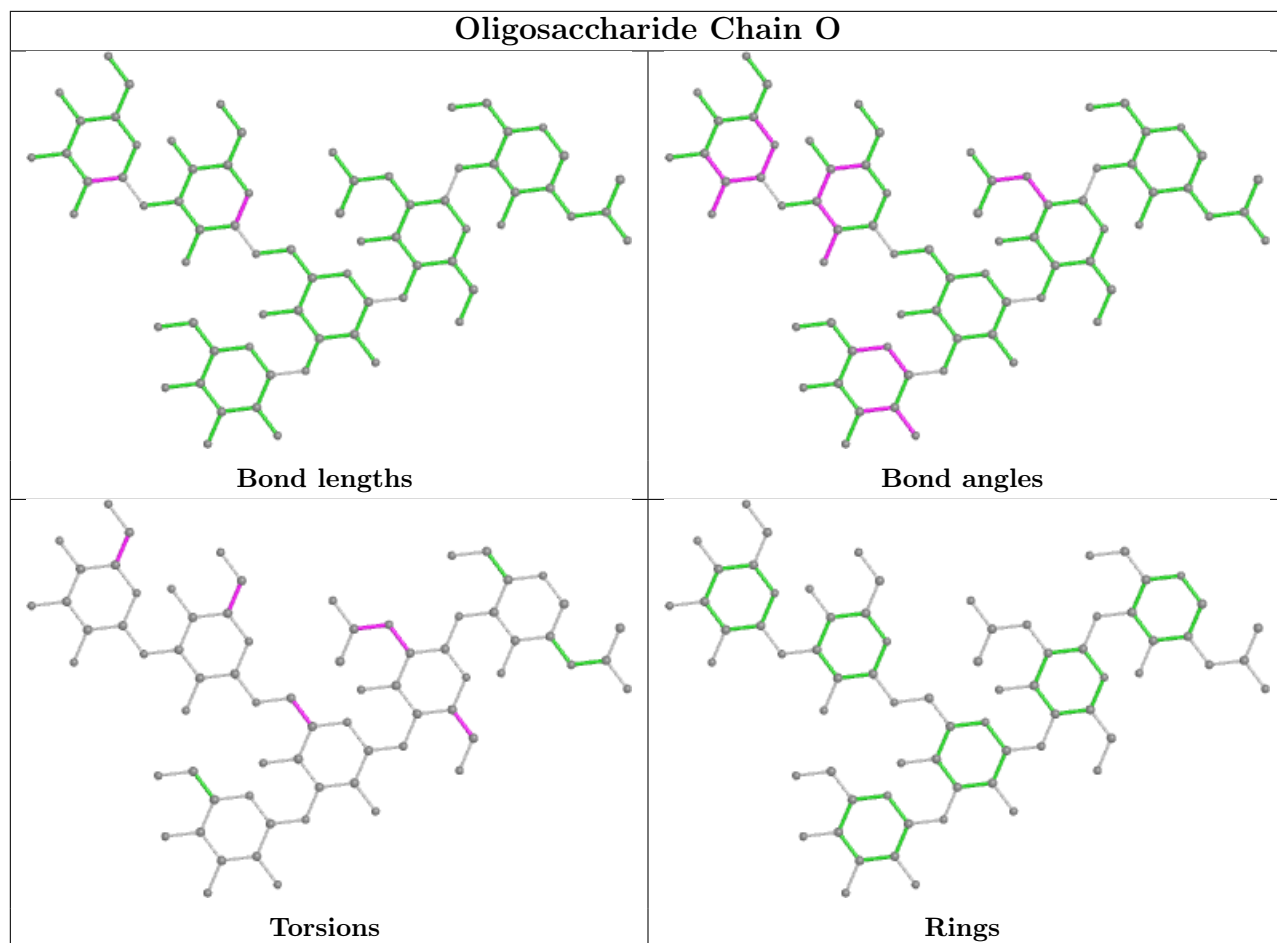 Oligosaccharide Chain O
Bond lengths
Bond angles
Torsions
Rings